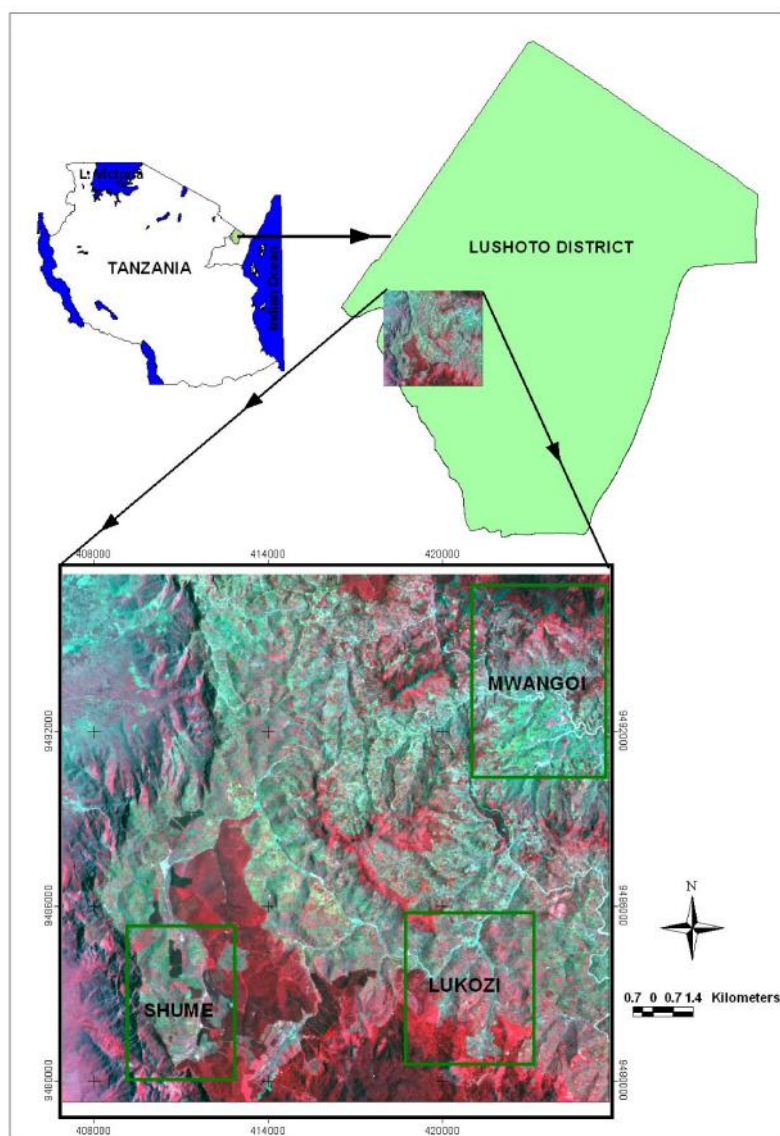 L. Victoria
TANZANIA
Indian Ocean
LUSHOTO DISTRICT
408000
414000
420000
MWANGOI
9492000
9492000
9486000
9486000
N
0.7 0 0.7 1.4 Kilometers
SHUME
LUKOZI
9480000
9480000
408000
414000
420000